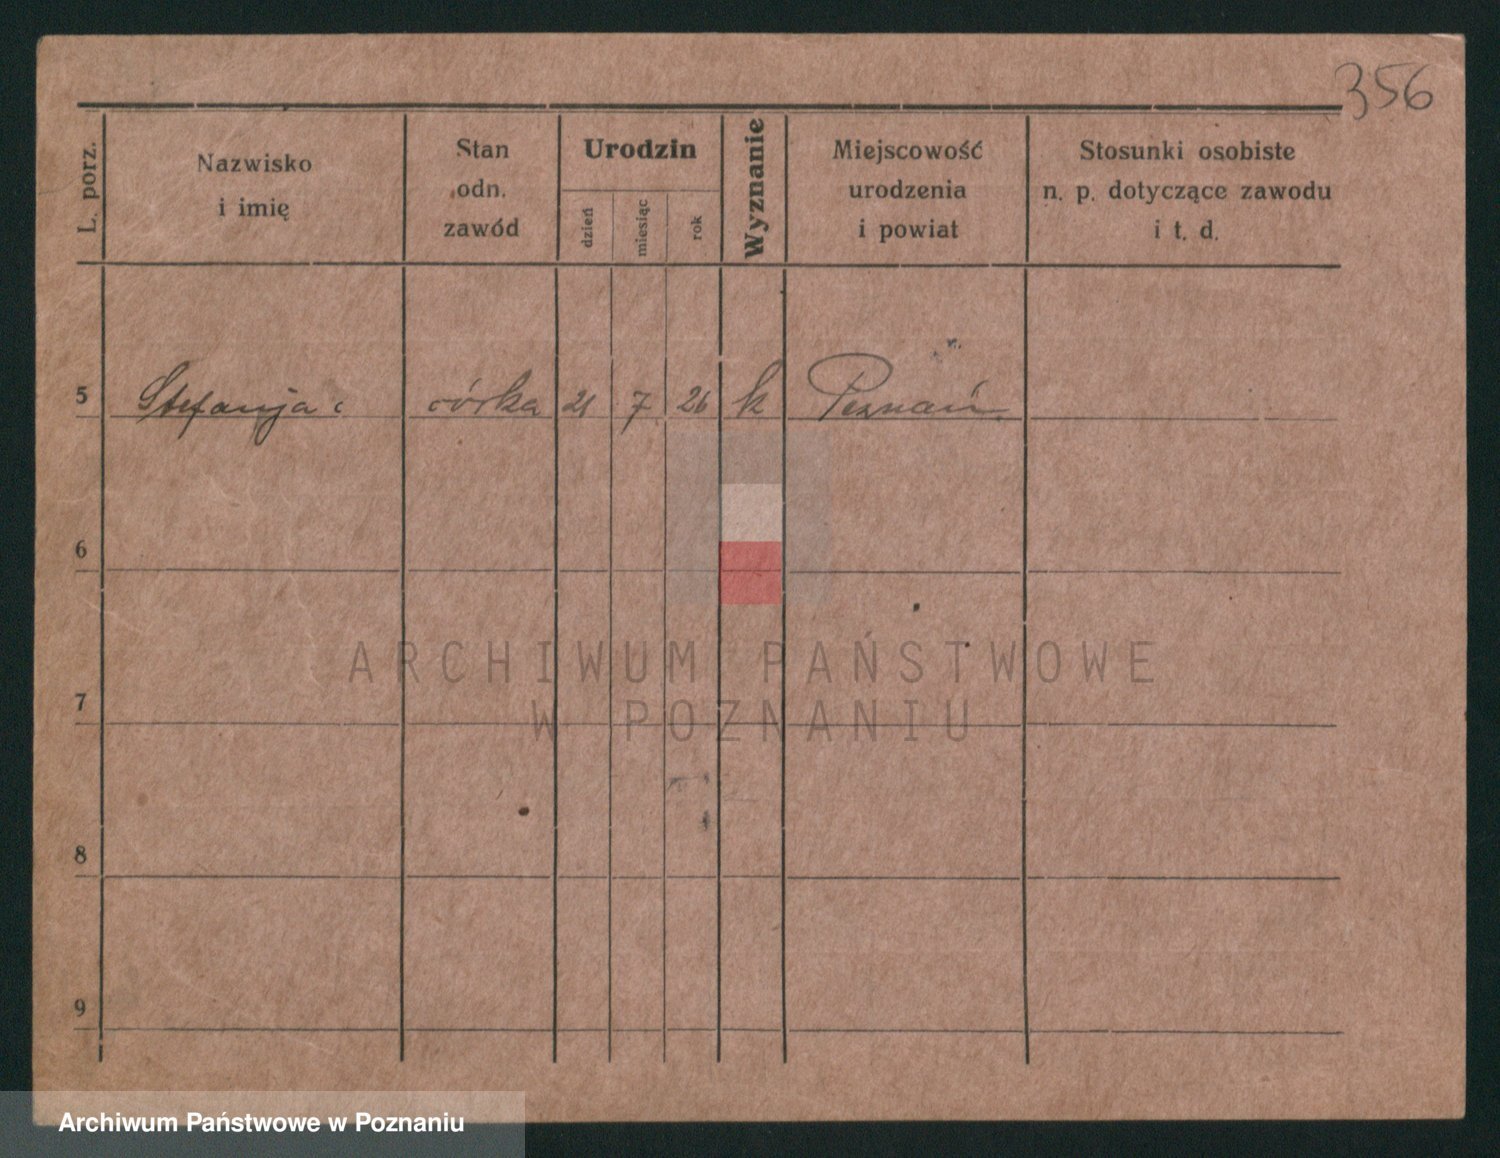 356
L. porz.
Nazwisko
i imię
Stan
odn.
zawód
Urodzin
dzień
miesiąc
rok
Wyznanie
Miejscowość
urodzenia
i powiat
Stosunki osobiste
n. p. dotyczące zawodu
i t. d.
5 Stefanja córka 21 7 26 k Poznań
6
ARCHIWUM PAŃSTWOWE
7
W POZNANIU
8
9
Archiwum Państwowe w Poznaniu